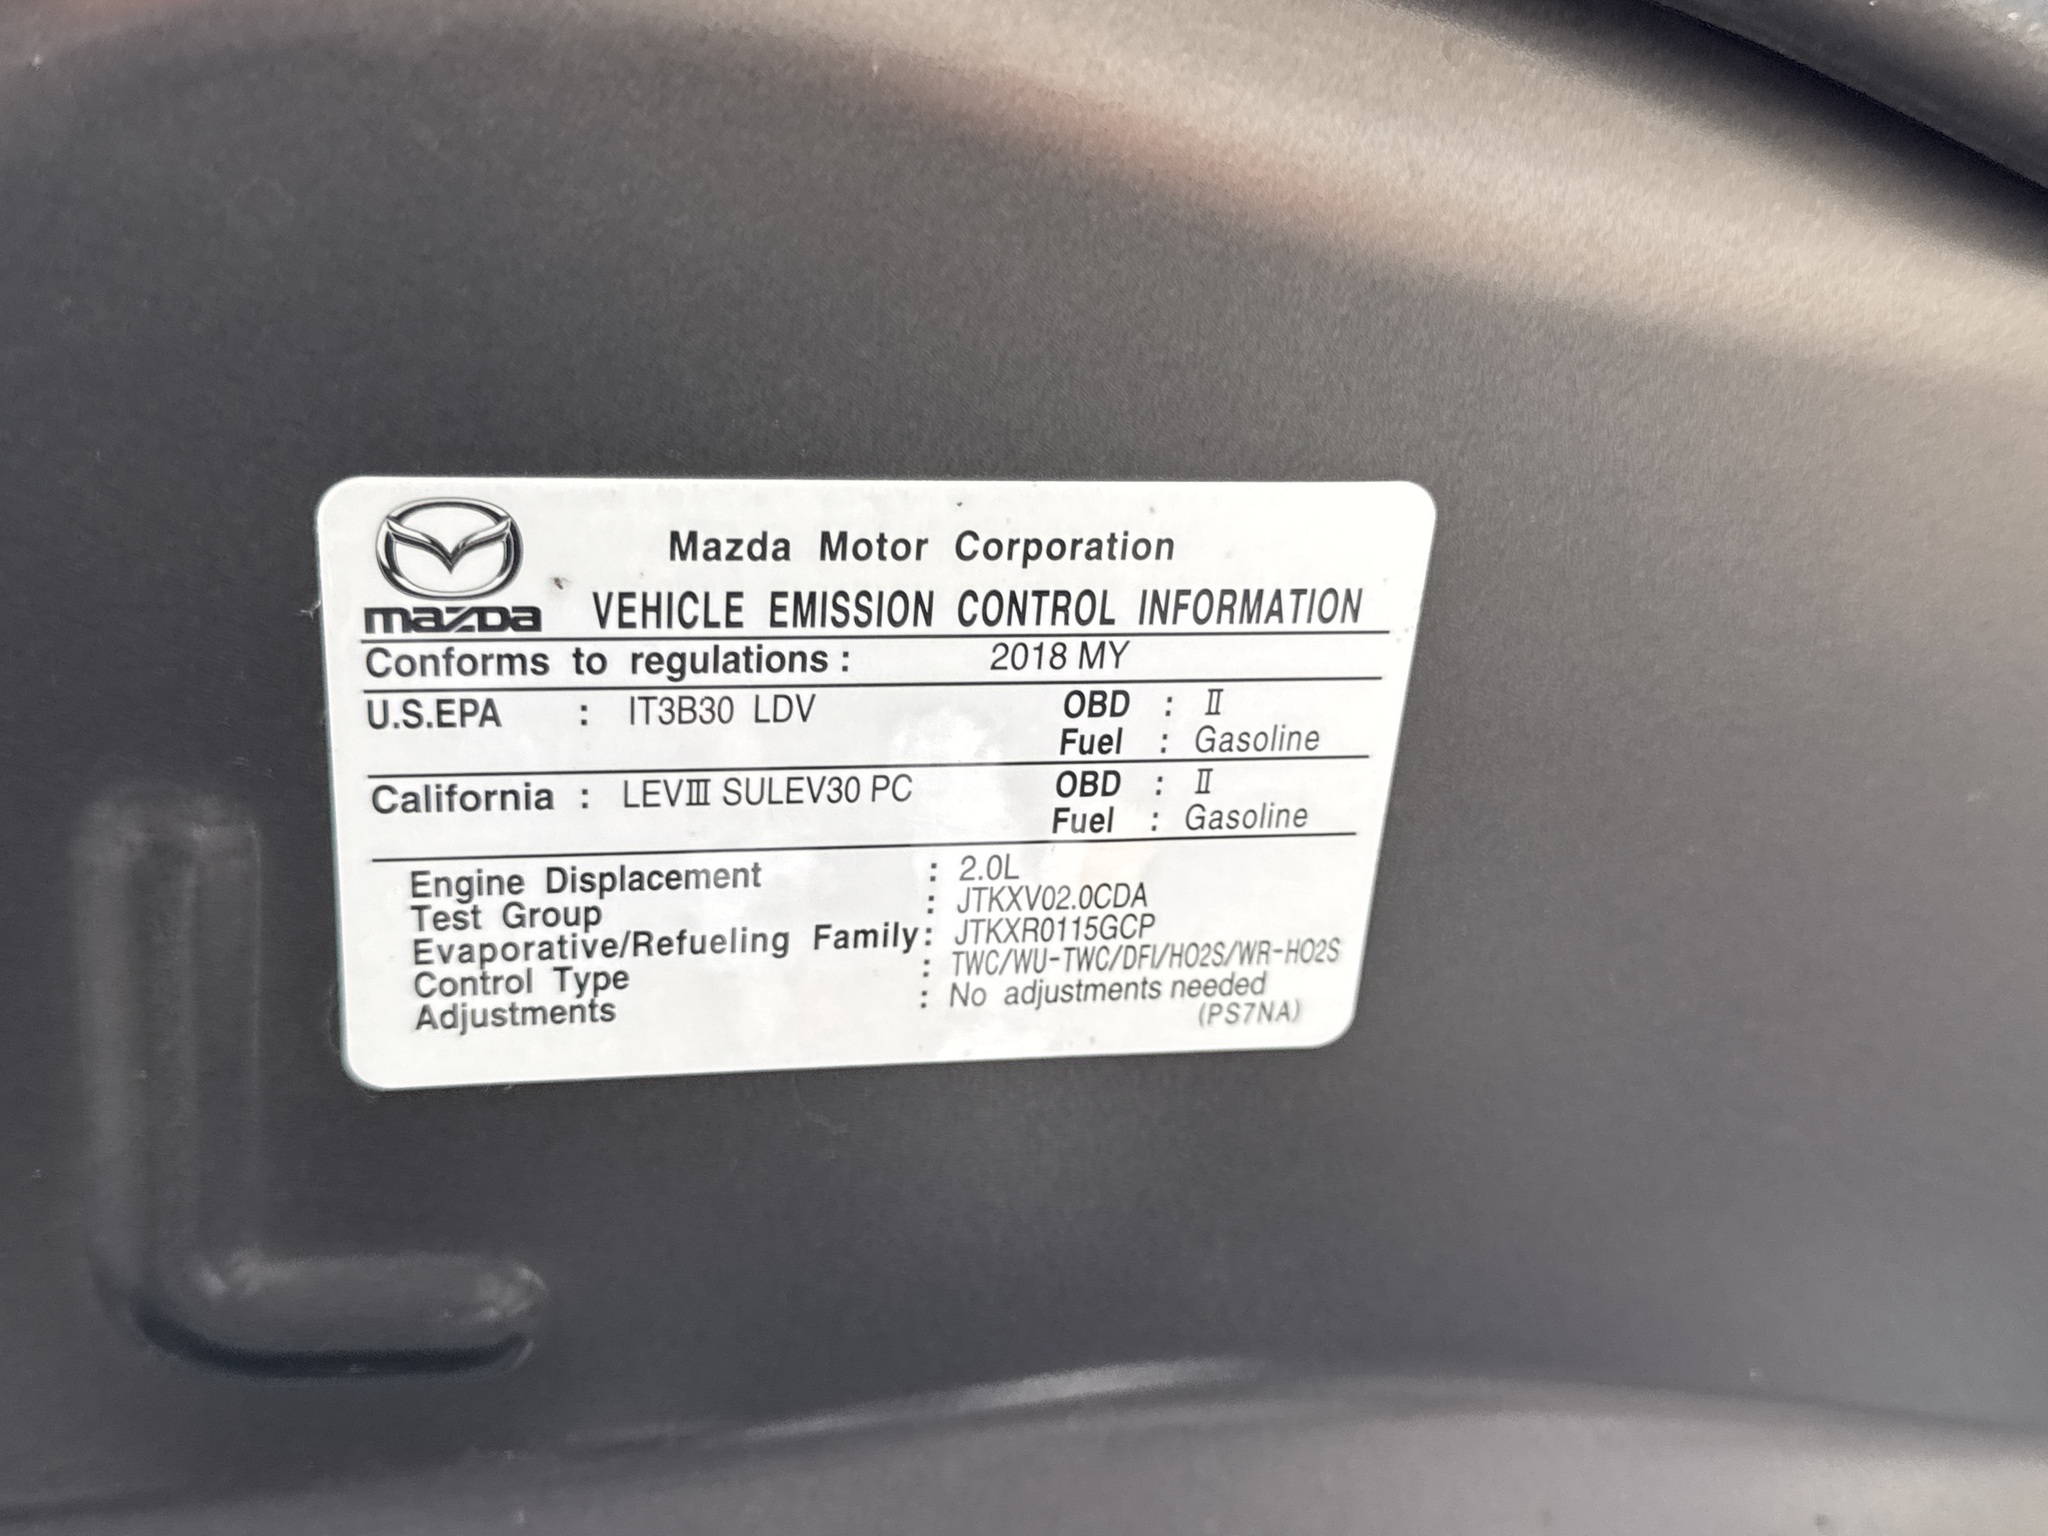 Mazda Motor Corporation
mazda VEHICLE EMISSION CONTROL INFORMATION
Conforms to regulations : 2018 MY
U.S.EPA : IT3B30 LDV OBD : Ⅱ
Fuel : Gasoline
California : LEVⅢ SULEV30 PC OBD : Ⅱ
Fuel : Gasoline
Engine Displacement : 2.0L
Test Group : JTKXV02.0CDA
Evaporative/Refueling Family : JTKXR0115GCP
Control Type : TWC/WU-TWC/DFI/HO2S/WR-HO2S
Adjustments : No adjustments needed
(PS7NA)